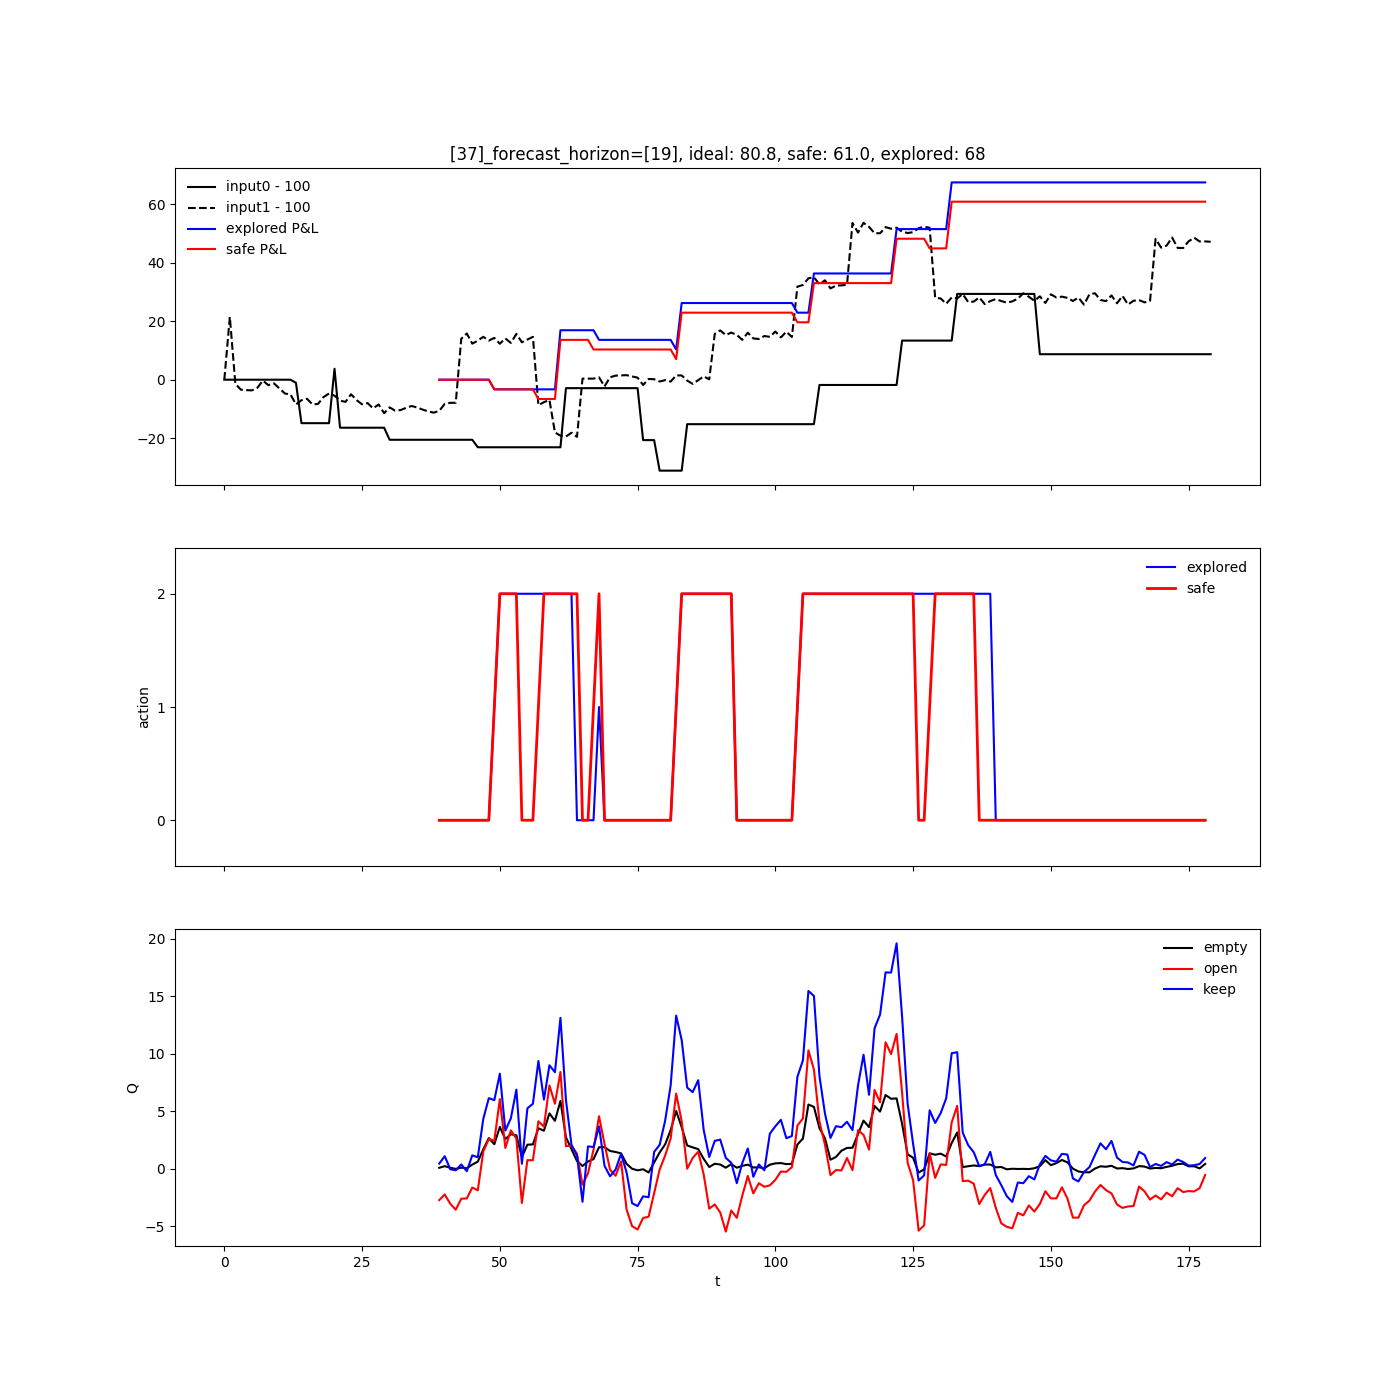 [37]_forecast_horizon=[19], ideal: 80.8, safe: 61.0, explored: 68
input0 - 100
input1 - 100
explored P&L
safe P&L
60
40
20
0
−20
explored
safe
2
1
0
action
empty
open
keep
20
15
10
5
0
−5
Q
0 25 50 75 100 125 150 175
t